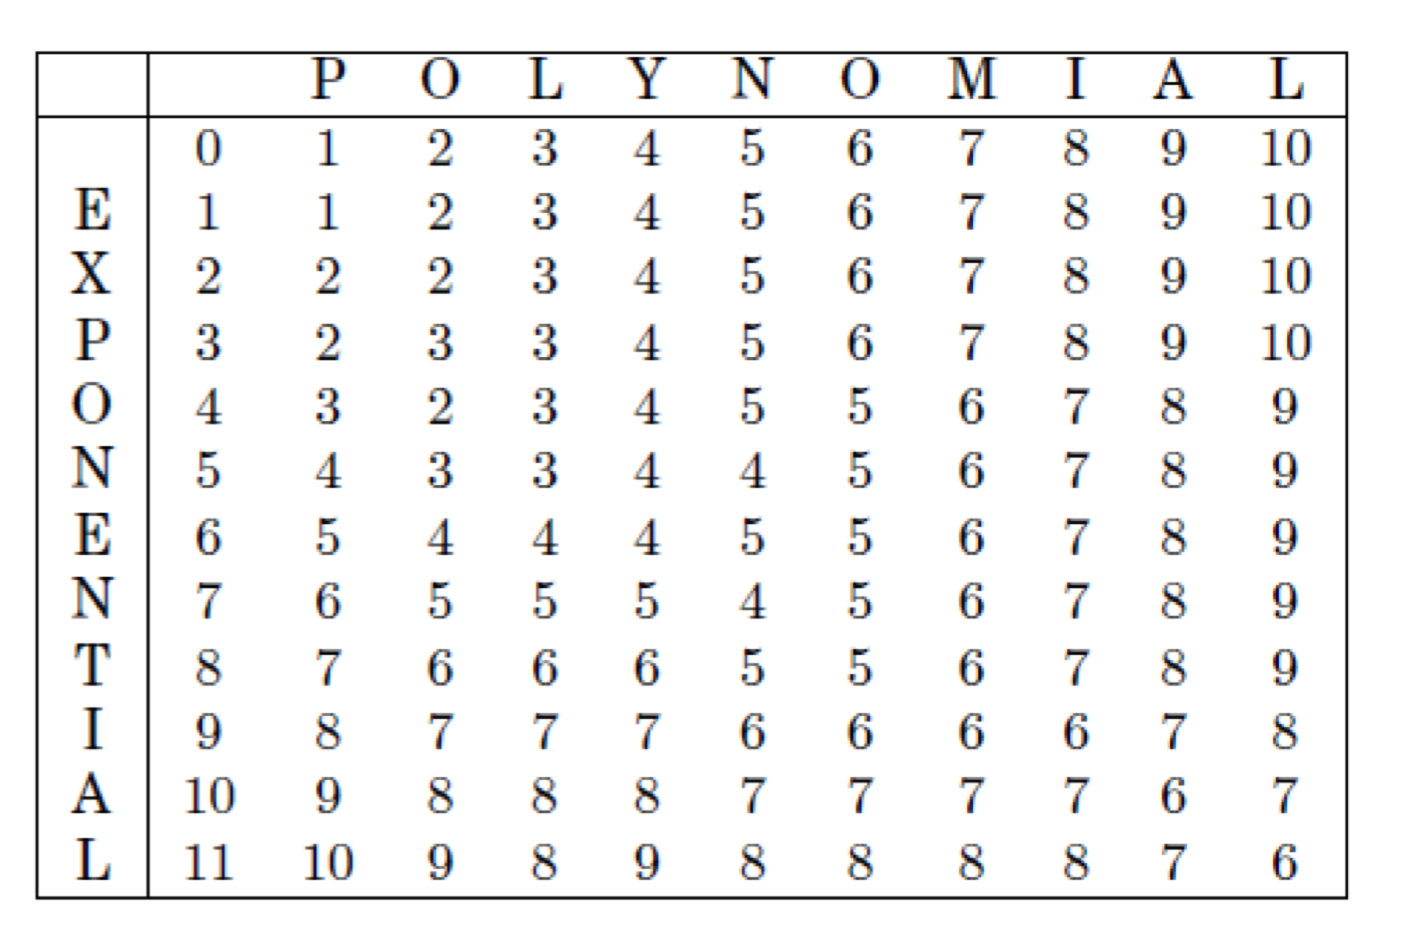 P O L Y N O M I A L
0 1 2 3 4 5 6 7 8 9 10
E 1 1 2 3 4 5 6 7 8 9 10
X 2 2 2 3 4 5 6 7 8 9 10
P 3 2 3 3 4 5 6 7 8 9 10
O 4 3 2 3 4 5 5 6 7 8 9
N 5 4 3 3 4 4 5 6 7 8 9
E 6 5 4 4 4 5 5 6 7 8 9
N 7 6 5 5 5 4 5 6 7 8 9
T 8 7 6 6 6 5 5 6 7 8 9
I 9 8 7 7 7 6 6 6 6 7 8
A 10 9 8 8 8 7 7 7 7 6 7
L 11 10 9 8 9 8 8 8 8 7 6